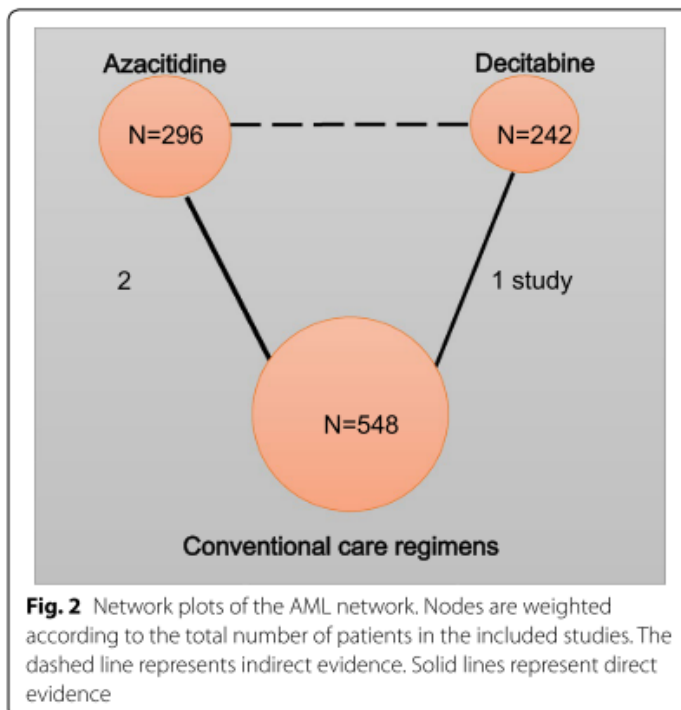 Azacitidine
Decitabine
N=296
N=242
2
1 study
N=548
Conventional care regimens
Fig. 2 Network plots of the AML network. Nodes are weighted
according to the total number of patients in the included studies. The
dashed line represents indirect evidence. Solid lines represent direct
evidence